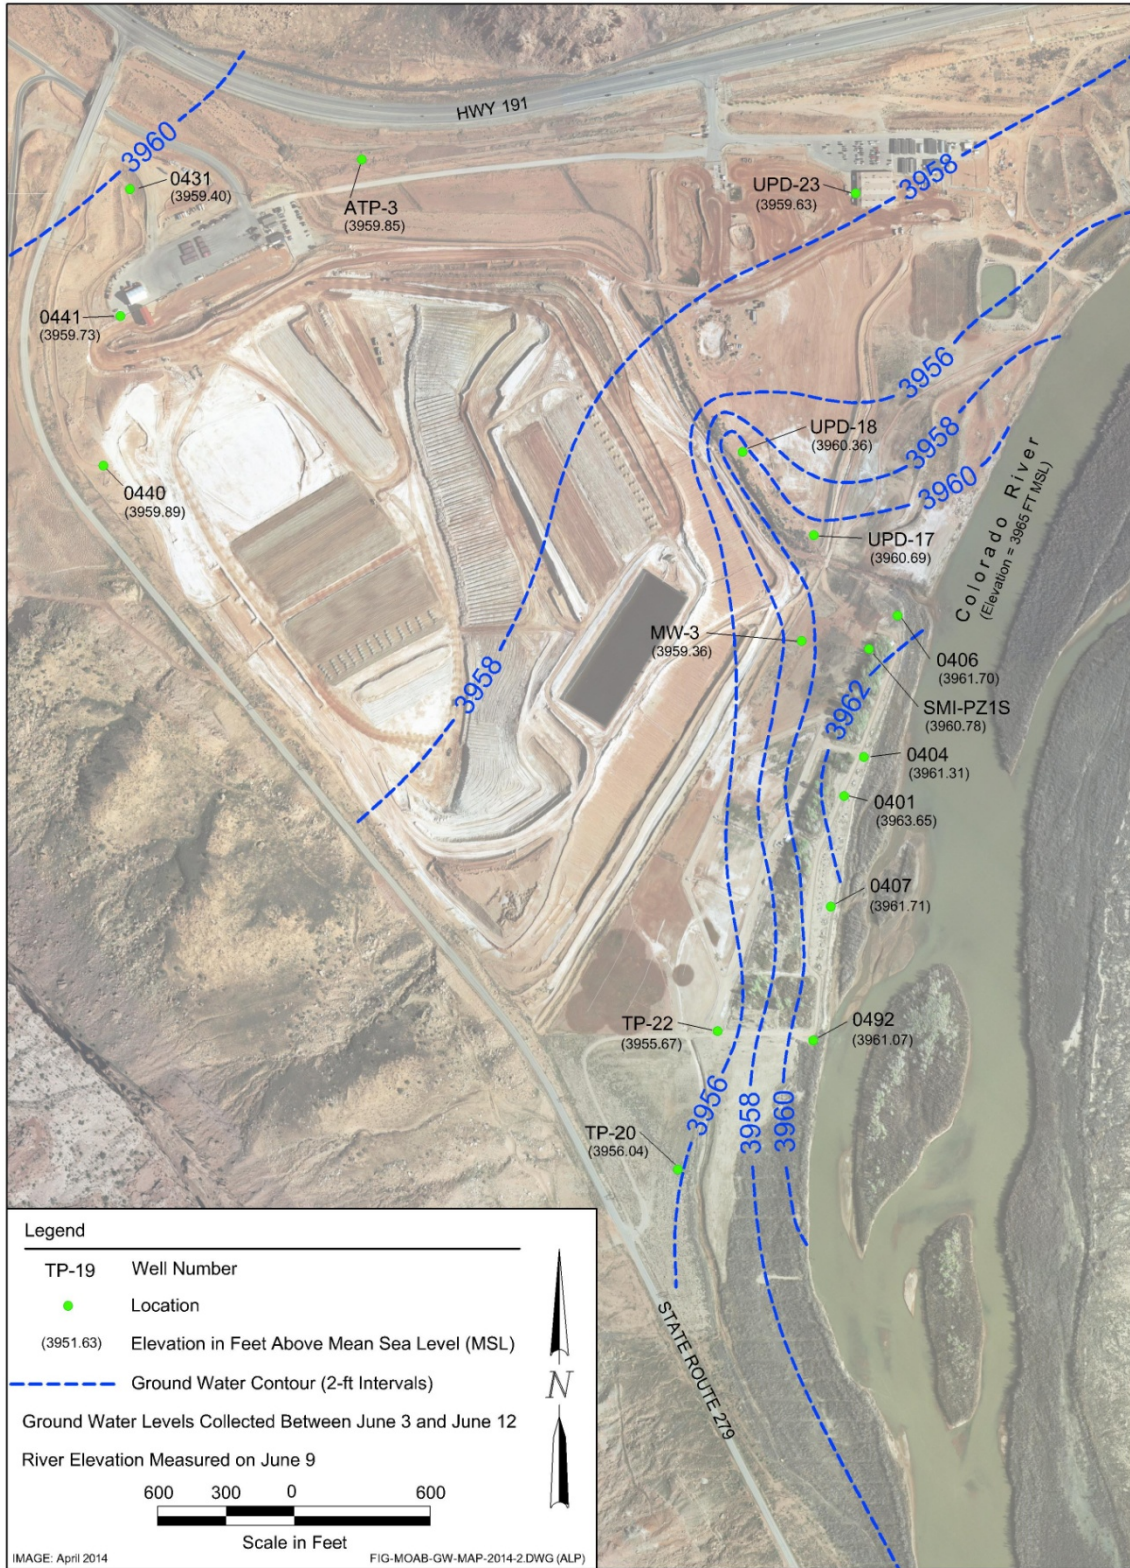 HWY 191
3960
0431
(3959.40)
ATP-3
(3959.85)
UPD-23
(3959.63)
3958
0441
(3959.73)
3956
UPD-18
(3960.36)
3958
3960
0440
(3959.89)
UPD-17
(3960.69)
Colorado River
(Elevation = 3965 FT MSL)
MW-3
(3959.36)
0406
(3961.70)
3958
3962
SMI-PZ1S
(3960.78)
0404
(3961.31)
0401
(3963.65)
0407
(3961.71)
TP-22
(3955.67)
0492
(3961.07)
3956
3958
3960
TP-20
(3956.04)
STATE ROUTE 279
Legend
TP-19 Well Number
Location
(3951.63) Elevation in Feet Above Mean Sea Level (MSL)
Ground Water Contour (2-ft Intervals)
N
Ground Water Levels Collected Between June 3 and June 12
River Elevation Measured on June 9
600 300 0 600
Scale in Feet
IMAGE: April 2014 FIG-MOAB-GW-MAP-2014-2.DWG (ALP)